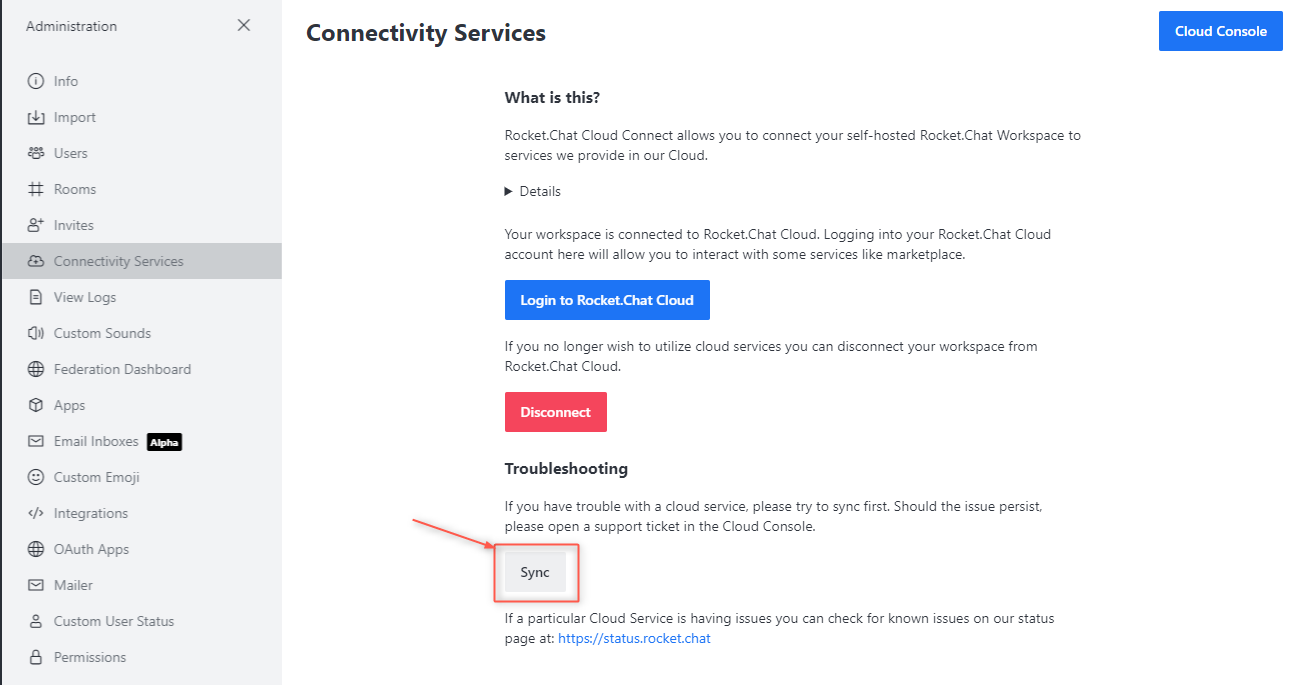 Administration
Info
Import
Users
Rooms
Invites
Connectivity Services
View Logs
Custom Sounds
Federation Dashboard
Apps
Email Inboxes Alpha
Custom Emoji
Integrations
OAuth Apps
Mailer
Custom User Status
Permissions
Connectivity Services
Cloud Console
What is this?
Rocket.Chat Cloud Connect allows you to connect your self-hosted Rocket.Chat Workspace to
services we provide in our Cloud.
Details
Your workspace is connected to Rocket.Chat Cloud. Logging into your Rocket.Chat Cloud
account here will allow you to interact with some services like marketplace.
Login to Rocket.Chat Cloud
If you no longer wish to utilize cloud services you can disconnect your workspace from
Rocket.Chat Cloud.
Disconnect
Troubleshooting
If you have trouble with a cloud service, please try to sync first. Should the issue persist,
please open a support ticket in the Cloud Console.
Sync
If a particular Cloud Service is having issues you can check for known issues on our status
page at: https://status.rocket.chat